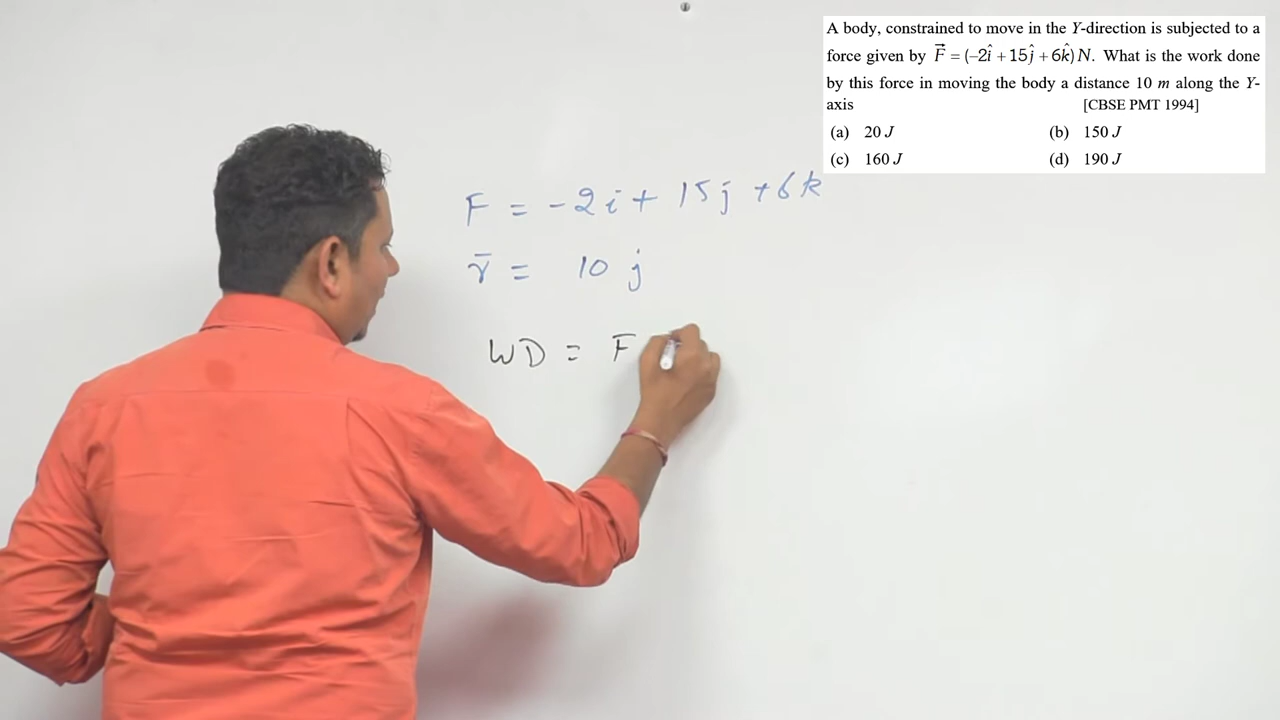 A body, constrained to move in the Y-direction is subjected to a
force given by F⃗ = (−2î + 15ĵ + 6k̂) N. What is the work done
by this force in moving the body a distance 10 m along the Y-
axis [CBSE PMT 1994]
(a) 20 J (b) 150 J
(c) 160 J (d) 190 J
F = -2i + 15j + 6k
r̄ = 10 j
WD = F